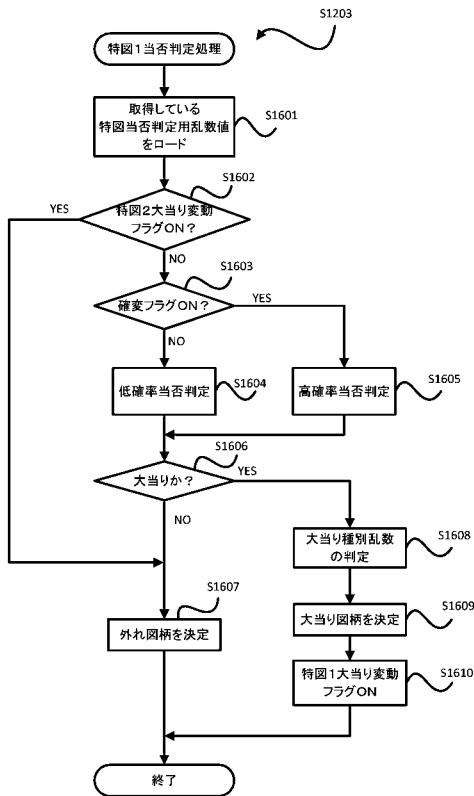 S1203
特図1当否判定処理
取得している
特図当否判定用乱数値
をロード
S1601
S1602
YES
特図2大当り変動
フラグON?
NO
S1603
確変フラグON?
YES
NO
低確率当否判定
S1604
高確率当否判定
S1605
S1606
大当りか?
YES
NO
大当り種別乱数
の判定
S1608
S1607
外れ図柄を決定
大当り図柄を決定
S1609
特図1大当り変動
フラグON
S1610
終了